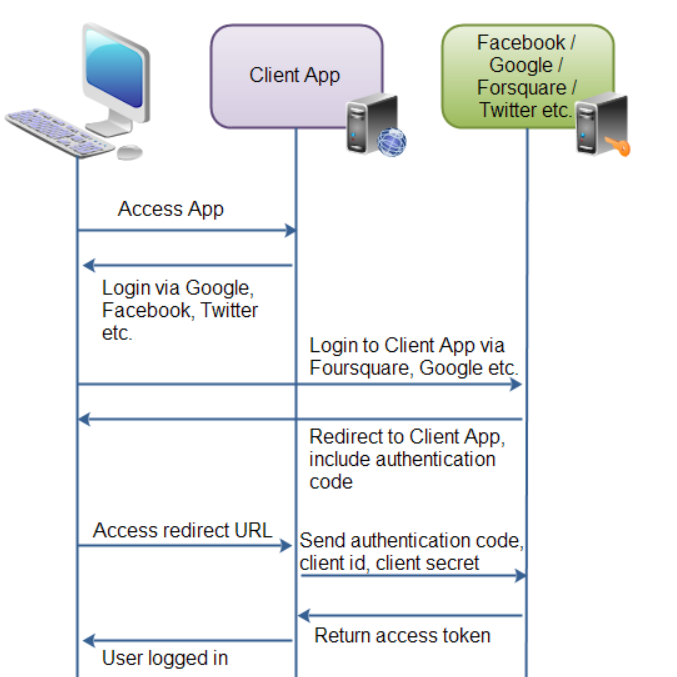 Client App
Facebook /
Google /
Forsquare /
Twitter etc.
Access App
Login via Google,
Facebook, Twitter
etc.
Login to Client App via
Foursquare, Google etc.
Redirect to Client App,
include authentication
code
Access redirect URL
Send authentication code,
client id, client secret
Return access token
User logged in